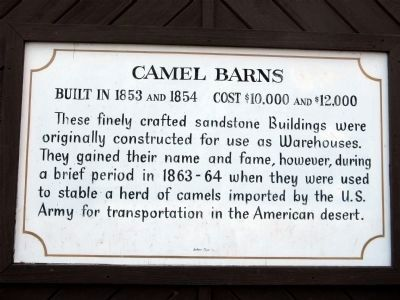 CAMEL BARNS
BUILT IN 1853 AND 1854 COST $10,000 AND $12,000
These finely crafted sandstone Buildings were
originally constructed for use as Warehouses.
They gained their name and fame, however, during
a brief period in 1863-64 when they were used
to stable a herd of camels imported by the U.S.
Army for transportation in the American desert.